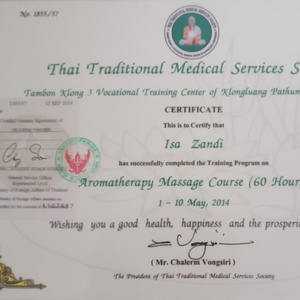 No. 1855/57
Thai Traditional Medical Services S
Tambon Klong 3 Vocational Training Center of Klongluang Pathum
CERTIFICATE
This is to Certify that
Isa Zandi
has successfully completed the Training Program on
Aromatherapy Massage Course (60 Hours
1 - 10 May, 2014
Wishing you a good health, happiness and the prosperi
( Mr. Chalerm Vongsiri )
The President of Thai Traditional Medical Services Society